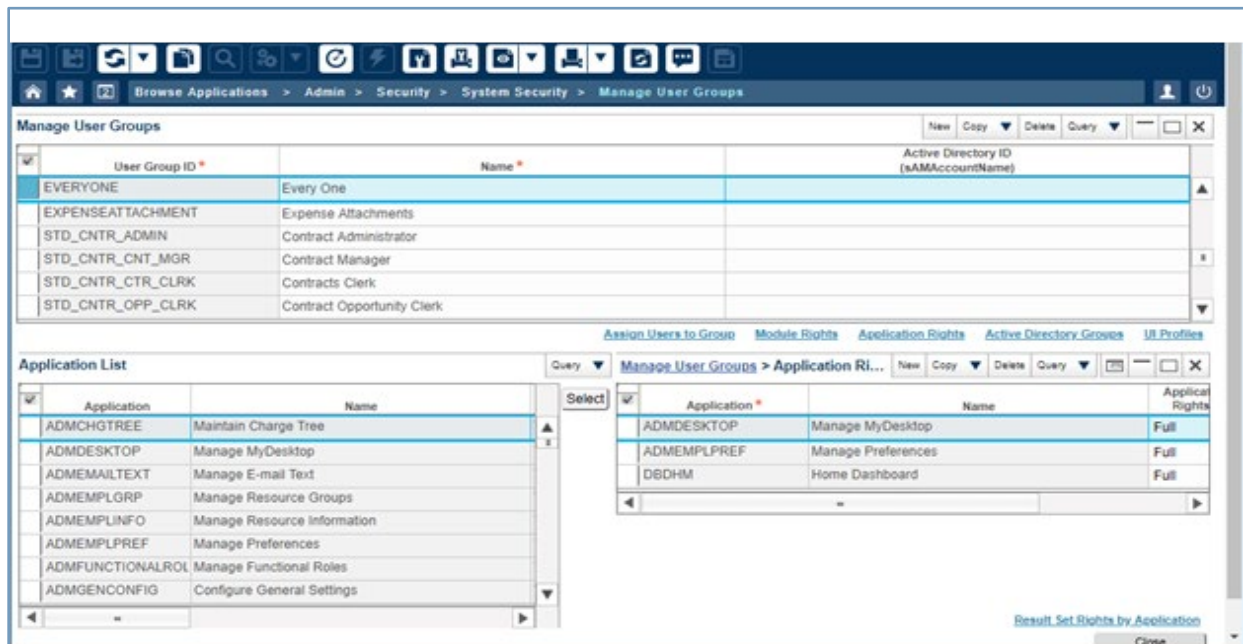 Browse Applications > Admin > Security > System Security > Manage User Groups
Manage User Groups New Copy Delete Query
User Group ID * Name * Active Directory ID (sAMAccountName)
EVERYONE Every One
EXPENSEATTACHMENT Expense Attachments
STD_CNTR_ADMIN Contract Administrator
STD_CNTR_CNT_MGR Contract Manager
STD_CNTR_CTR_CLRK Contracts Clerk
STD_CNTR_OPP_CLRK Contract Opportunity Clerk
Assign Users to Group Module Rights Application Rights Active Directory Groups UI Profiles
Application List Query
Application Name
ADMCHGTREE Maintain Charge Tree
ADMDESKTOP Manage MyDesktop
ADMEMAILTEXT Manage E-mail Text
ADMEMPLGRP Manage Resource Groups
ADMEMPLINFO Manage Resource Information
ADMEMPLPREF Manage Preferences
ADMFUNCTIONALROL Manage Functional Roles
ADMGENCONFIG Configure General Settings
Select
Manage User Groups > Application Ri... New Copy Delete Query
Application * Name Applicat Rights
ADMDESKTOP Manage MyDesktop Full
ADMEMPLPREF Manage Preferences Full
DBDHM Home Dashboard Full
Result Set Rights by Application
Close